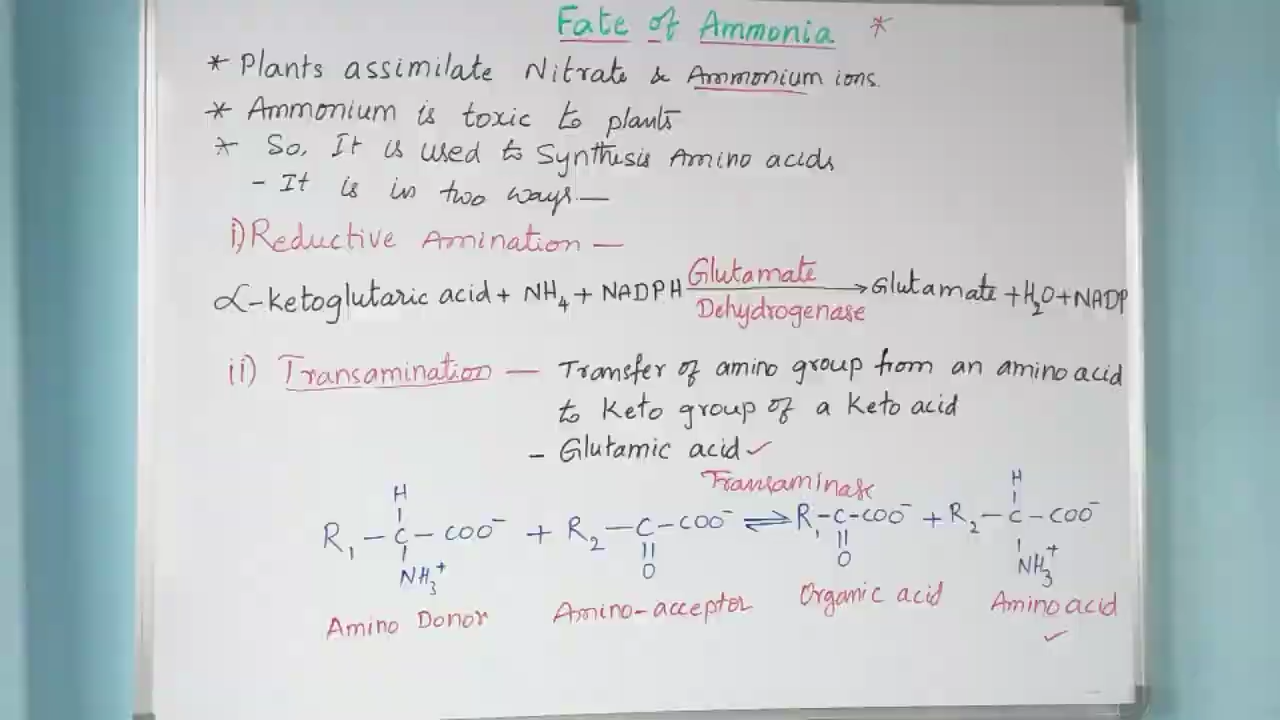 Fate of Ammonia *
* Plants assimilate Nitrate & Ammonium ions.
* Ammonium is toxic to plants
* So, It is used to Synthesis Amino acids
- It is in two ways —
i) Reductive Amination —
α-ketoglutaric acid + NH₄ + NADPH Glutamate Dehydrogenase → Glutamate + H₂O + NADP
ii) Transamination — Transfer of amino group from an amino acid
to Keto group of a Keto acid
- Glutamic acid ✓
Transaminase
H H
R₁ – C – COO⁻ + R₂ – C – COO⁻ ⇌ R₁ – C – COO⁻ + R₂ – C – COO⁻
NH₃⁺ O O NH₃⁺
Amino Donor Amino-acceptor Organic acid Amino acid
✓